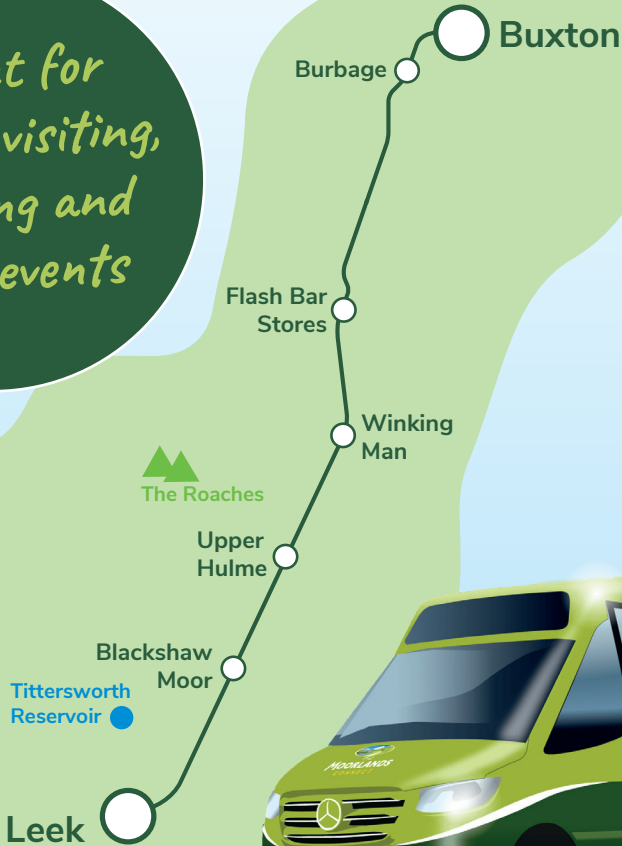 Buxton
Burbage
t for
visiting,
ng and
events
Flash Bar
Stores
Winking
Man
The Roaches
Upper
Hulme
Blackshaw
Moor
Tittersworth
Reservoir
MOORLANDS
CONNECT
Leek